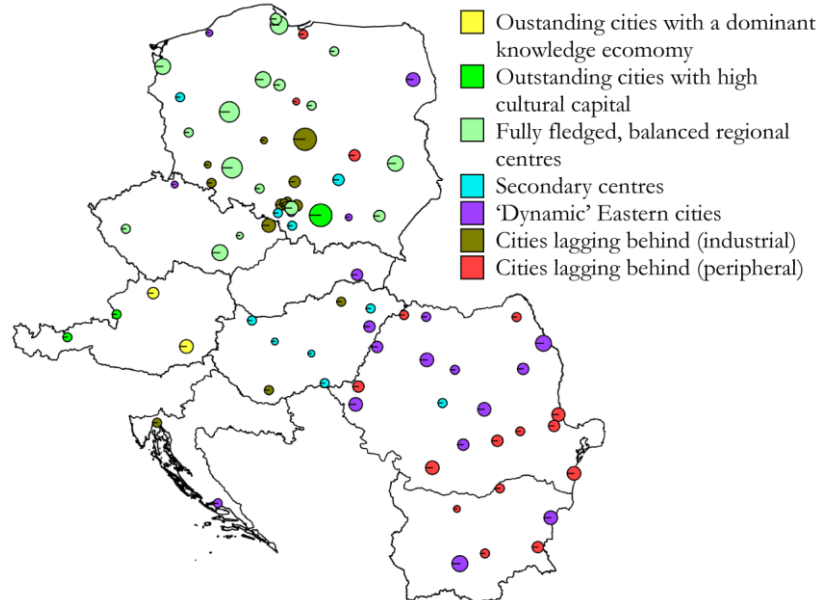 Oustanding cities with a dominant
knowledge ecomomy
Outstanding cities with high
cultural capital
Fully fledged, balanced regional
centres
Secondary centres
‘Dynamic’ Eastern cities
Cities lagging behind (industrial)
Cities lagging behind (peripheral)